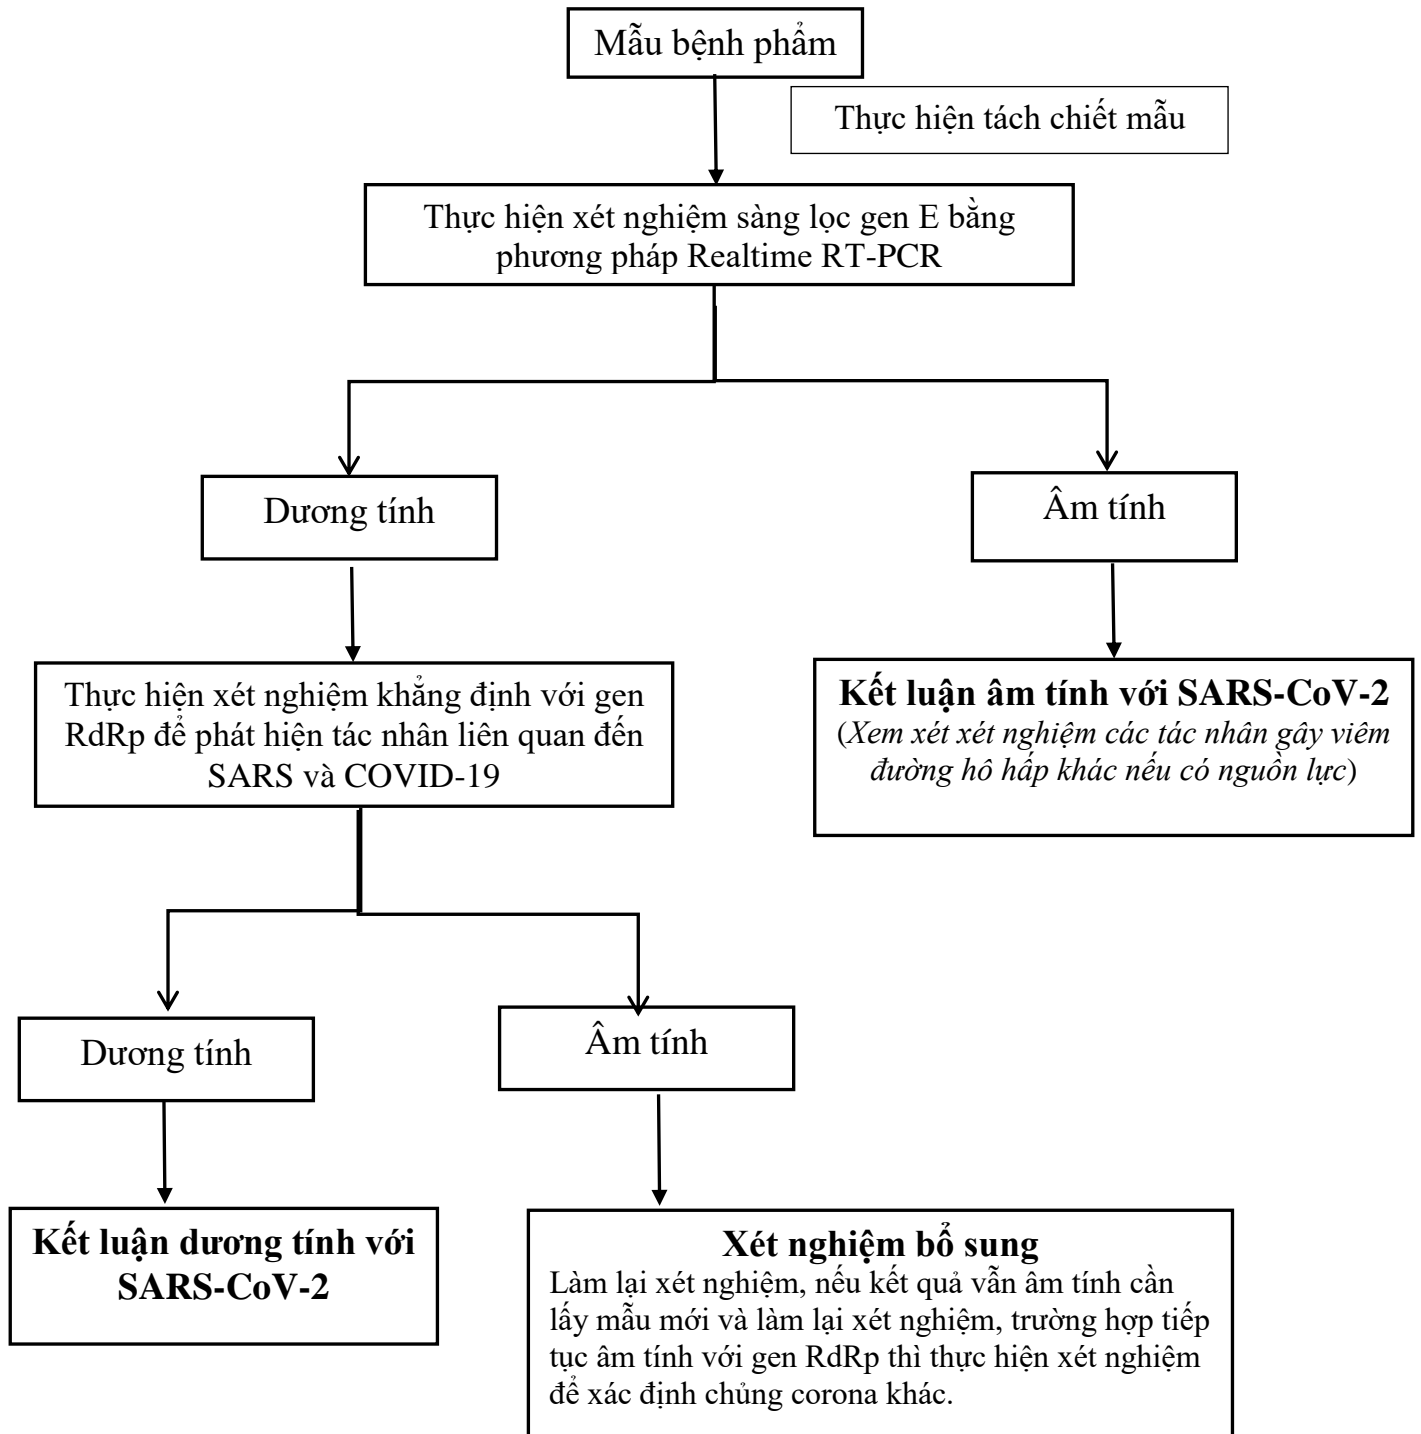 Mẫu bệnh phẩm
Thực hiện tách chiết mẫu
Thực hiện xét nghiệm sàng lọc gen E bằng
phương pháp Realtime RT-PCR
Dương tính
Âm tính
Thực hiện xét nghiệm khẳng định với gen
RdRp để phát hiện tác nhân liên quan đến
SARS và COVID-19
Kết luận âm tính với SARS-CoV-2
(Xem xét xét nghiệm các tác nhân gây viêm
đường hô hấp khác nếu có nguồn lực)
Dương tính
Âm tính
Kết luận dương tính với
SARS-CoV-2
Xét nghiệm bổ sung
Làm lại xét nghiệm, nếu kết quả vẫn âm tính cần
lấy mẫu mới và làm lại xét nghiệm, trường hợp tiếp
tục âm tính với gen RdRp thì thực hiện xét nghiệm
để xác định chủng corona khác.